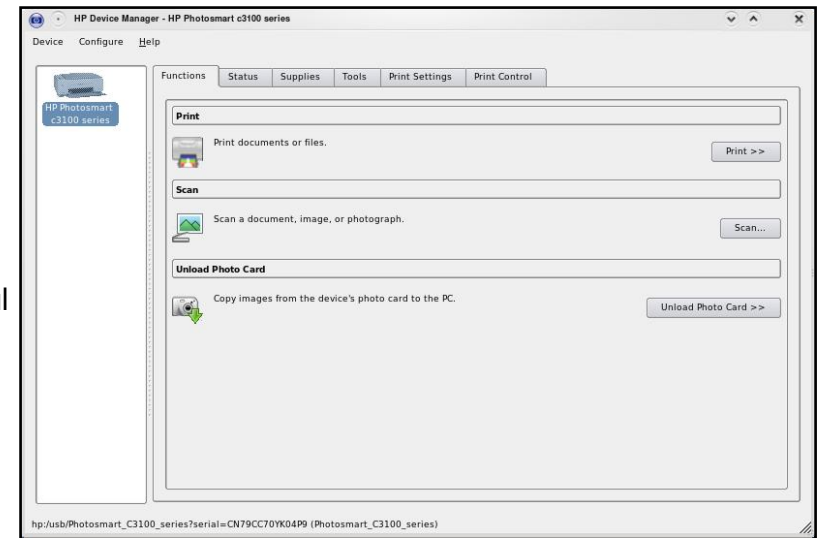 HP Device Manager - HP Photosmart c3100 series
Device Configure Help
HP Photosmart
c3100 series
Functions Status Supplies Tools Print Settings Print Control
Print
Print documents or files.
Print >>
Scan
Scan a document, image, or photograph.
Scan...
Unload Photo Card
Copy images from the device's photo card to the PC.
Unload Photo Card >>
hp:/usb/Photosmart_C3100_series?serial=CN79CC70YK04P9 (Photosmart_C3100_series)